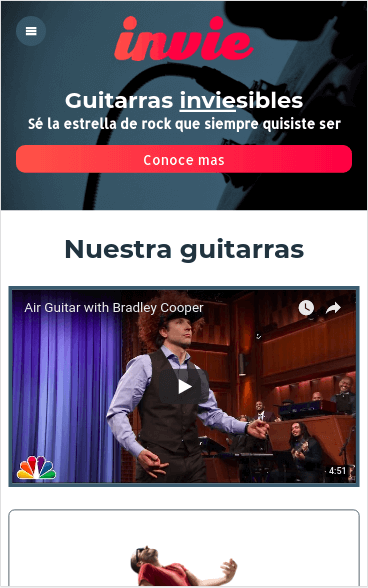 invie
Guitarras inviesibles
Sé la estrella de rock que siempre quisiste ser
Conoce mas
Nuestra guitarras
Air Guitar with Bradley Cooper
4:51